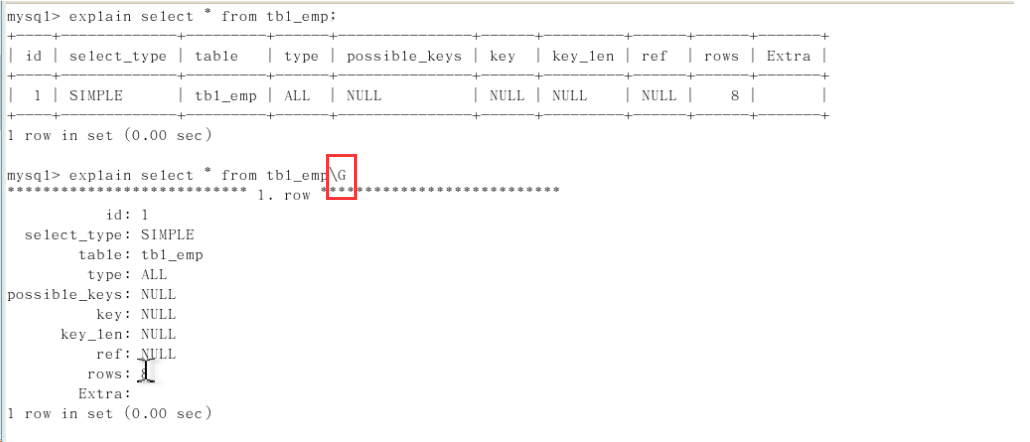 mysql> explain select * from tbl_emp;
+----+-------------+---------+------+---------------+------+---------+------+------+-------+
| id | select_type | table   | type | possible_keys | key  | key_len | ref  | rows | Extra |
+----+-------------+---------+------+---------------+------+---------+------+------+-------+
|  1 | SIMPLE      | tbl_emp | ALL  | NULL          | NULL | NULL    | NULL |    8 |       |
+----+-------------+---------+------+---------------+------+---------+------+------+-------+
1 row in set (0.00 sec)
mysql> explain select * from tbl_emp\G
*************************** 1. row ***************************
id: 1
select_type: SIMPLE
table: tbl_emp
type: ALL
possible_keys: NULL
key: NULL
key_len: NULL
ref: NULL
rows: 8
Extra:
1 row in set (0.00 sec)